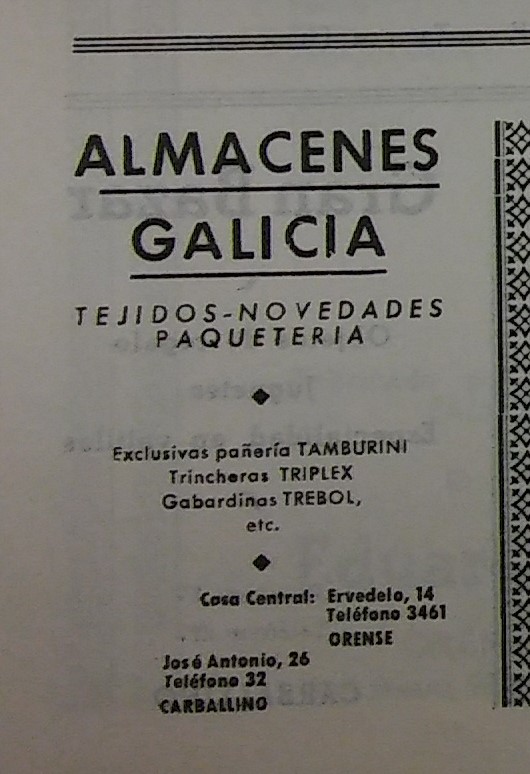 ALMACENES
GALICIA
TEJIDOS-NOVEDADES
PAQUETERIA
Exclusivas pañería TAMBURINI
Trincheras TRIPLEX
Gabardinas TREBOL,
etc.
Casa Central: Ervedelo, 14
Teléfono 3461
ORENSE
José Antonio, 26
Teléfono 32
CARBALLINO